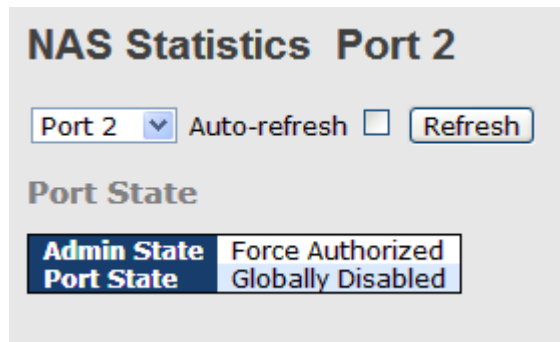 NAS Statistics Port 2
Port 2 Auto-refresh Refresh
Port State
Admin State Force Authorized
Port State Globally Disabled